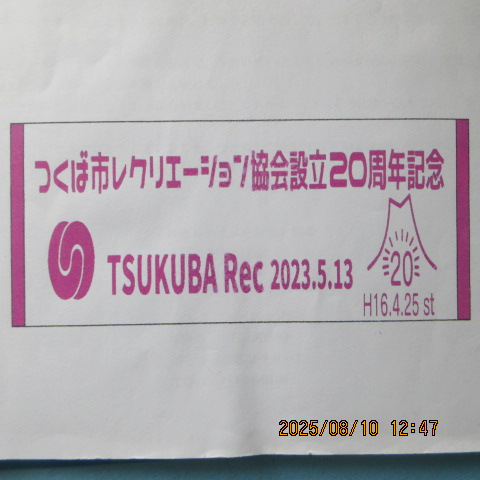 つくば市レクリエーション協会設立20周年記念
TSUKUBA Rec 2023.5.13
20
H16.4.25 st
2025/08/10 12:47